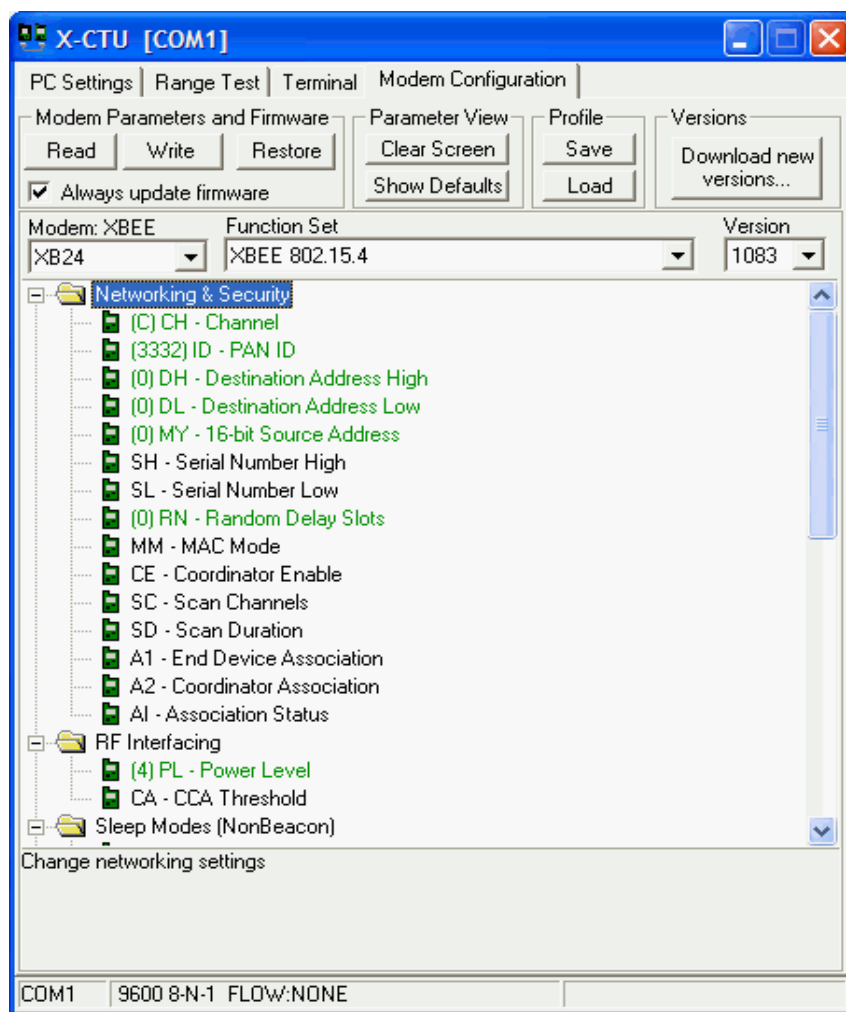 X-CTU [COM1]
PC Settings Range Test Terminal Modem Configuration
Modem Parameters and Firmware Parameter View Profile Versions
Read Write Restore Clear Screen Save Download new versions...
Always update firmware Show Defaults Load
Modem: XBEE Function Set Version
XB24 XBEE 802.15.4 1083
Networking & Security
(C) CH - Channel
(3332) ID - PAN ID
(0) DH - Destination Address High
(0) DL - Destination Address Low
(0) MY - 16-bit Source Address
SH - Serial Number High
SL - Serial Number Low
(0) RN - Random Delay Slots
MM - MAC Mode
CE - Coordinator Enable
SC - Scan Channels
SD - Scan Duration
A1 - End Device Association
A2 - Coordinator Association
AI - Association Status
RF Interfacing
(4) PL - Power Level
CA - CCA Threshold
Sleep Modes (NonBeacon)
Change networking settings
COM1 9600 8-N-1 FLOW:NONE